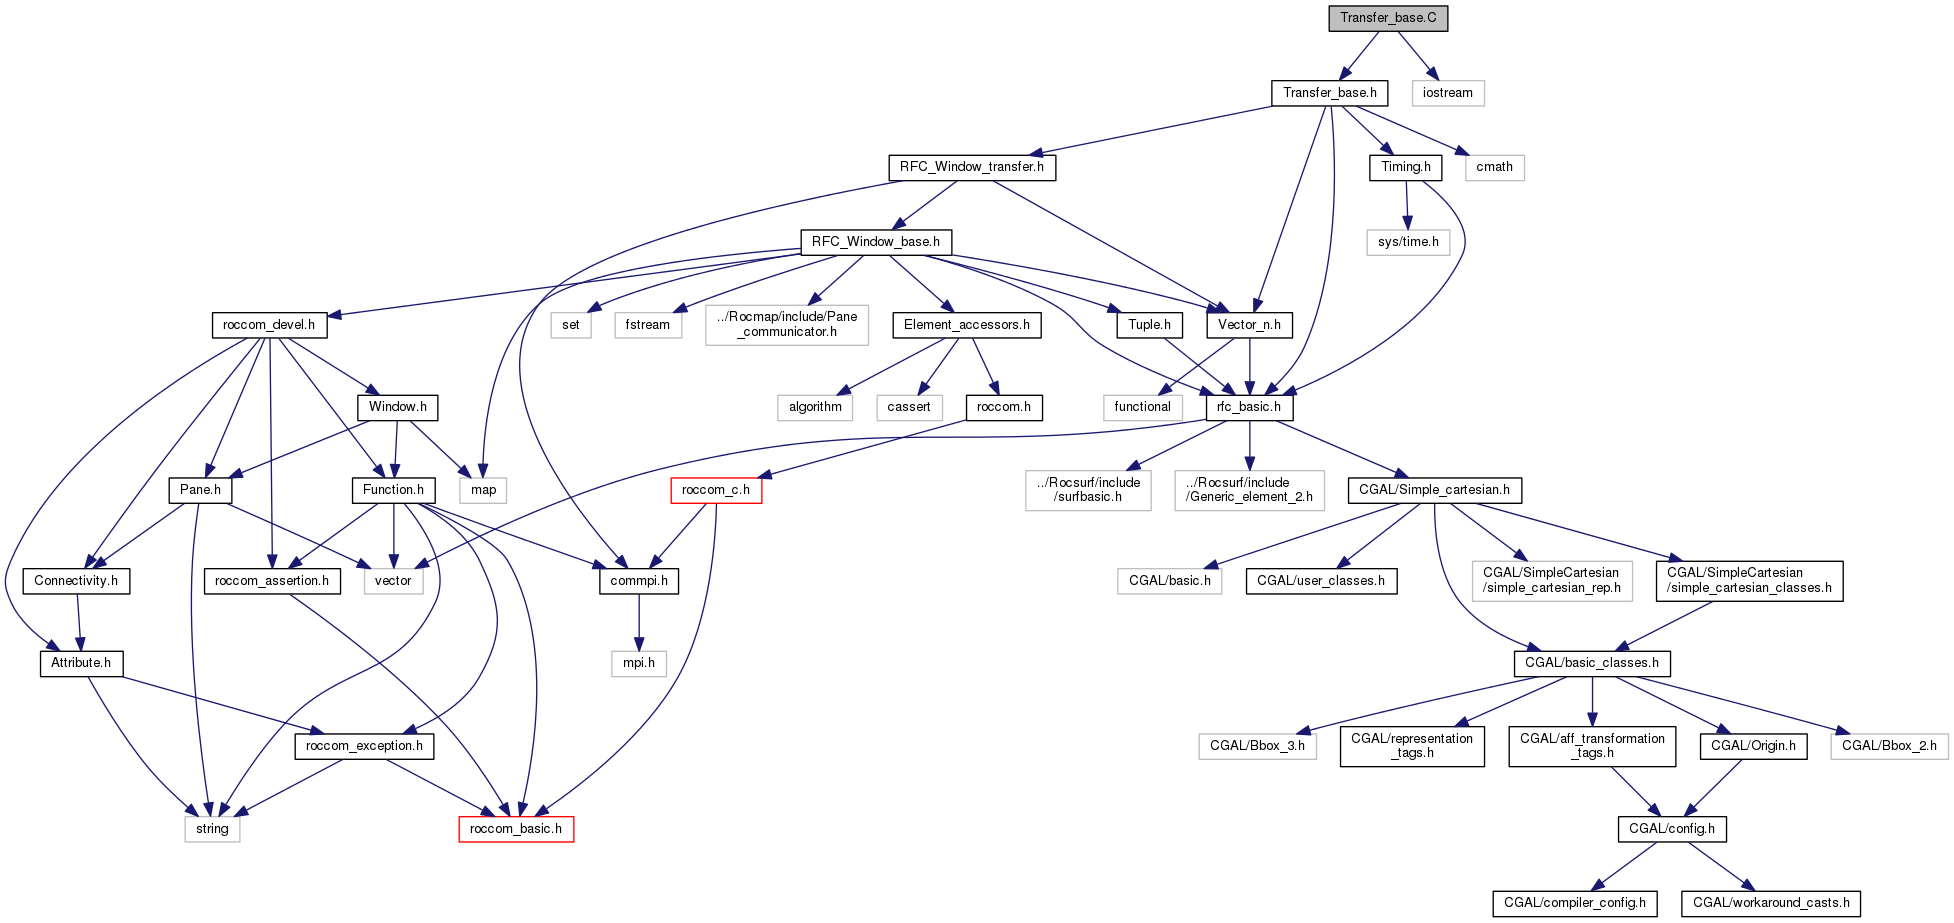 Transfer_base.C
Transfer_base.h
iostream
RFC_Window_transfer.h
Timing.h
cmath
RFC_Window_base.h
sys/time.h
roccom_devel.h
set
fstream
../Rocmap/include/Pane
_communicator.h
Element_accessors.h
Tuple.h
Vector_n.h
Window.h
algorithm
cassert
roccom.h
functional
rfc_basic.h
Pane.h
Function.h
map
roccom_c.h
../Rocsurf/include
/surfbasic.h
../Rocsurf/include
/Generic_element_2.h
CGAL/Simple_cartesian.h
Connectivity.h
roccom_assertion.h
vector
commpi.h
CGAL/basic.h
CGAL/user_classes.h
CGAL/SimpleCartesian
/simple_cartesian_rep.h
CGAL/SimpleCartesian
/simple_cartesian_classes.h
Attribute.h
mpi.h
CGAL/basic_classes.h
roccom_exception.h
CGAL/Bbox_3.h
CGAL/representation
_tags.h
CGAL/aff_transformation
_tags.h
CGAL/Origin.h
CGAL/Bbox_2.h
string
roccom_basic.h
CGAL/config.h
CGAL/compiler_config.h
CGAL/workaround_casts.h